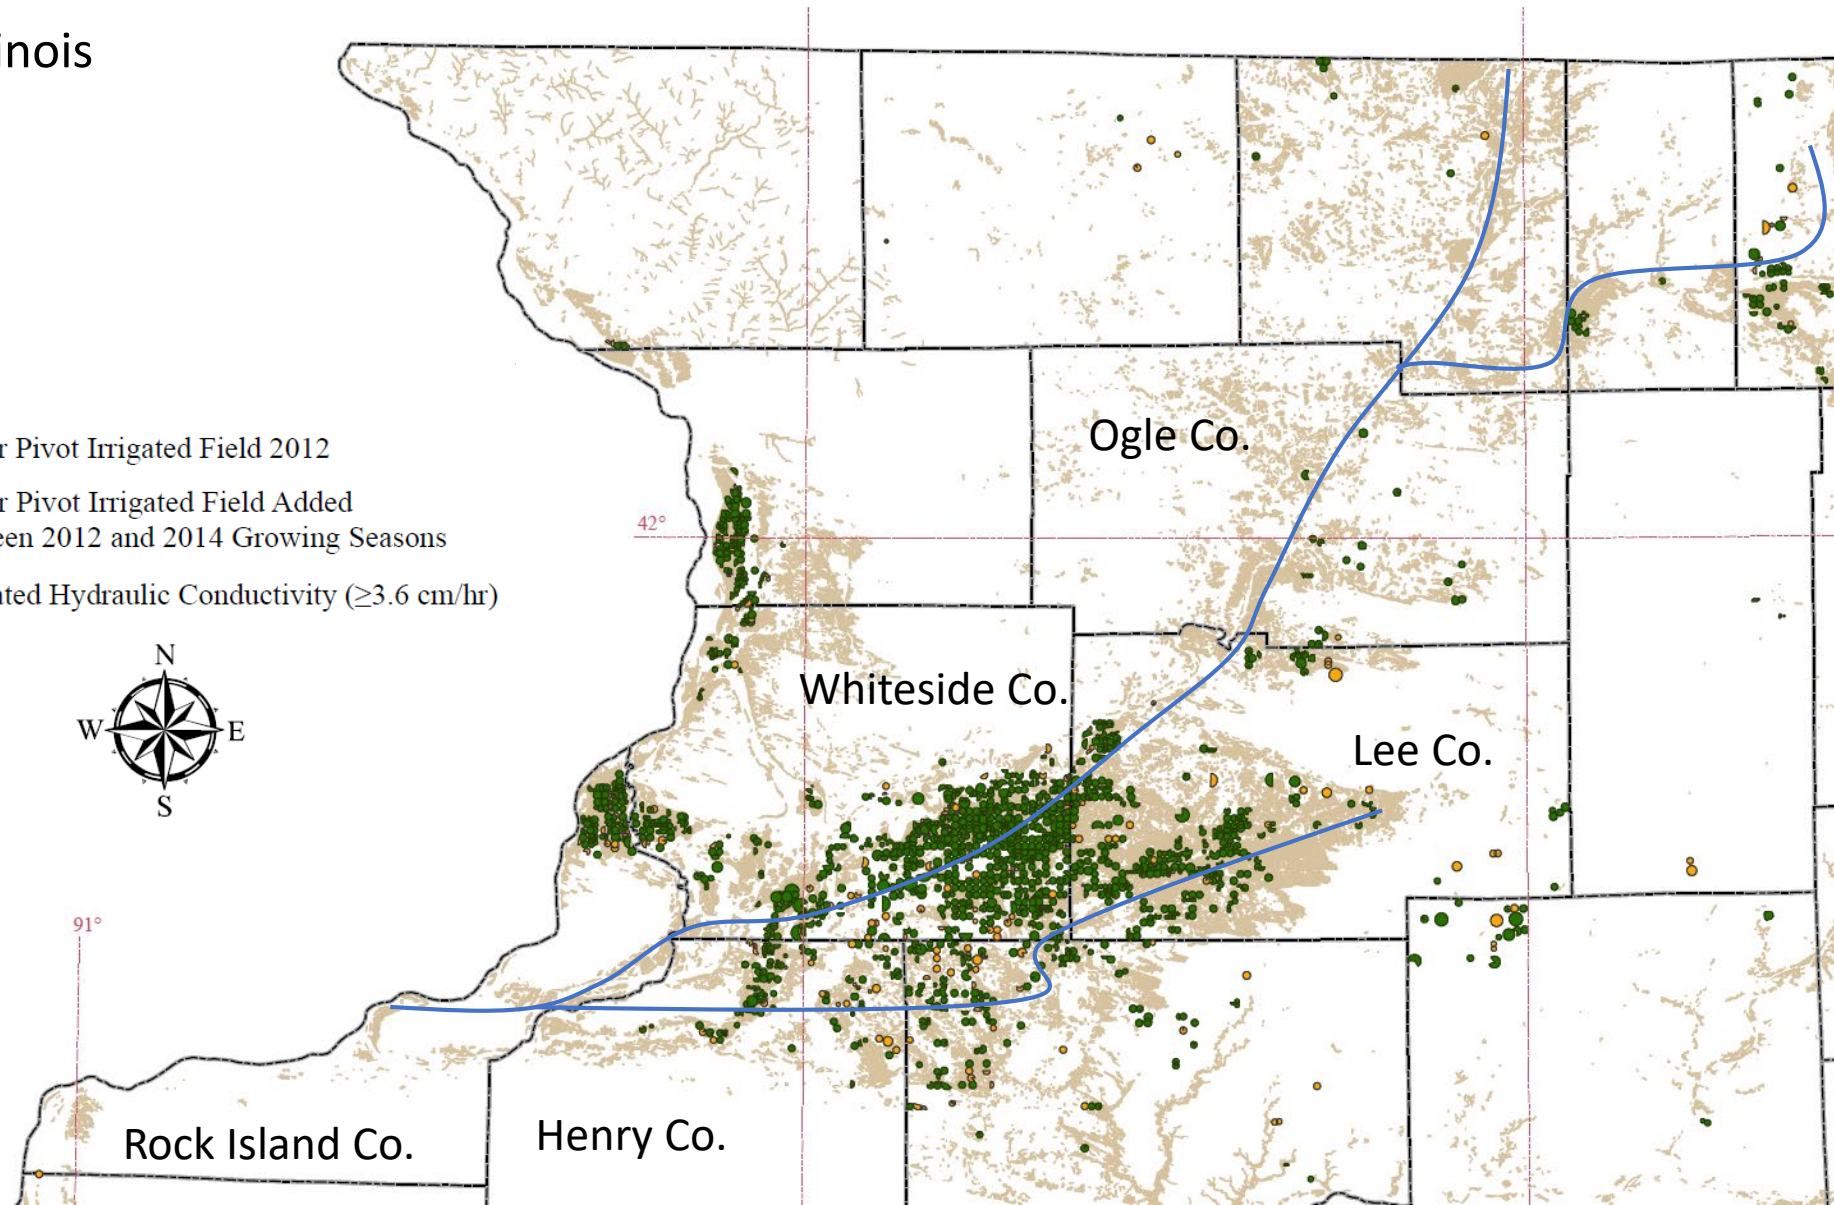 inois
Ogle Co.
r Pivot Irrigated Field 2012
r Pivot Irrigated Field Added
een 2012 and 2014 Growing Seasons
42°
ated Hydraulic Conductivity (≥3.6 cm/hr)
N
W E
S
Whiteside Co.
Lee Co.
91°
Rock Island Co.
Henry Co.